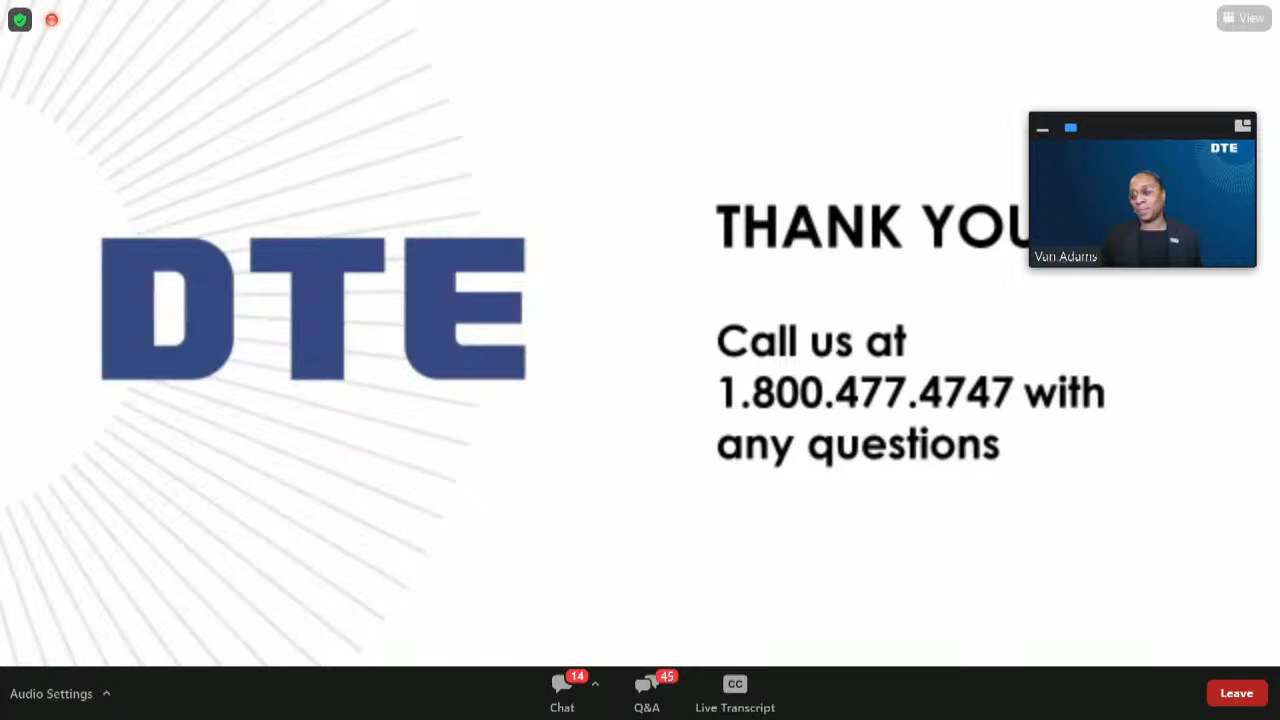 View
DTE
THANK YOU
DTE
Van Adams
Call us at
1.800.477.4747 with
any questions
Audio Settings
14
Chat
45
Q&A
CC
Live Transcript
Leave